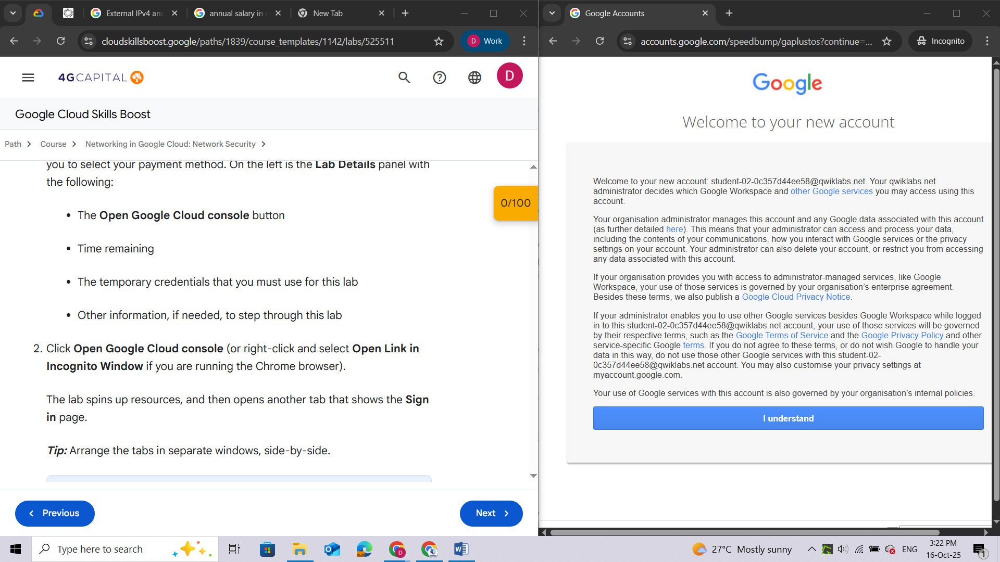 External IPv4 an
annual salary in
New Tab
cloudskillsboost.google/paths/1839/course_templates/1142/labs/525511
D
Work
4GCAPITAL
D
Google Cloud Skills Boost
Path
Course
Networking in Google Cloud: Network Security
you to select your payment method. On the left is the Lab Details panel with
the following:
0/100
• The Open Google Cloud console button
• Time remaining
• The temporary credentials that you must use for this lab
• Other information, if needed, to step through this lab
2. Click Open Google Cloud console (or right-click and select Open Link in
Incognito Window if you are running the Chrome browser).
The lab spins up resources, and then opens another tab that shows the Sign
in page.
Tip: Arrange the tabs in separate windows, side-by-side.
Previous
Next
Google Accounts
accounts.google.com/speedbump/gaplustos?continue=...
Incognito
Google
Welcome to your new account
Welcome to your new account: student-02-0c357d44ee58@qwiklabs.net. Your qwiklabs.net
administrator decides which Google Workspace and other Google services you may access using this
account.
Your organisation administrator manages this account and any Google data associated with this account
(as further detailed here). This means that your administrator can access and process your data,
including the contents of your communications, how you interact with Google services or the privacy
settings on your account. Your administrator can also delete your account, or restrict you from accessing
any data associated with this account.
If your organisation provides you with access to administrator-managed services, like Google
Workspace, your use of those services is governed by your organisation's enterprise agreement.
Besides these terms, we also publish a Google Cloud Privacy Notice.
If your administrator enables you to use other Google services besides Google Workspace while logged
in to this student-02-0c357d44ee58@qwiklabs.net account, your use of those services will be governed
by their respective terms, such as the Google Terms of Service and the Google Privacy Policy and other
service-specific Google terms. If you do not agree to these terms, or do not wish Google to handle your
data in this way, do not use those other Google services with this student-02-
0c357d44ee58@qwiklabs.net account. You may also customise your privacy settings at
myaccount.google.com.
Your use of Google services with this account is also governed by your organisation's internal policies.
I understand
Type here to search
D
27°C Mostly sunny
ENG
3:22 PM
16-Oct-25
1